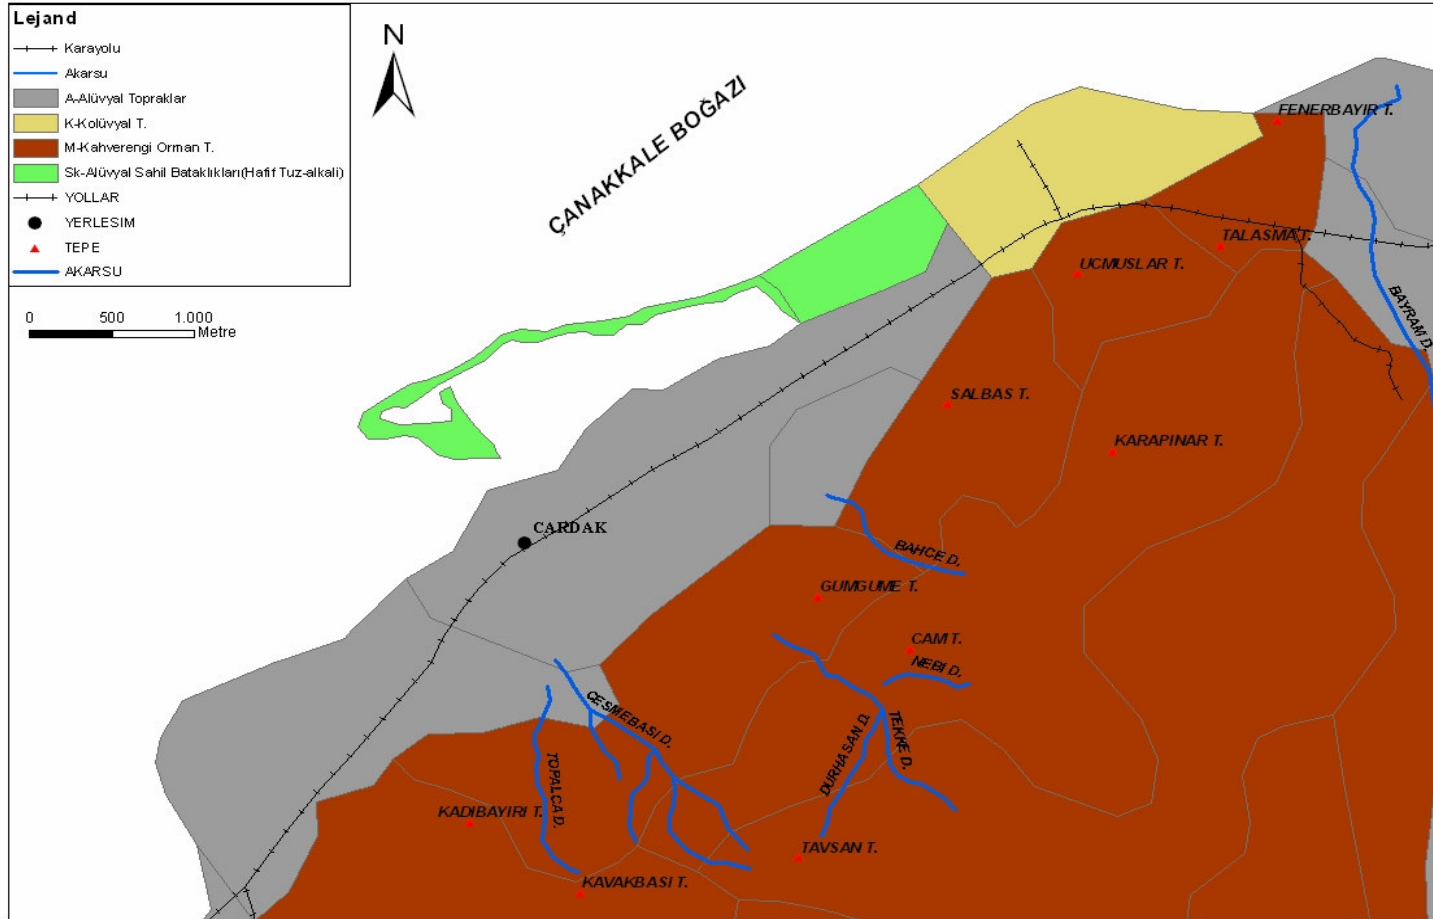 Lejand
Karayolu
Akarsu
A-Alüvyal Topraklar
K-Kolüvyal T.
M-Kahverengi Orman T.
Sk-Alüvyal Sahil Bataklıkları(Hafif Tuz-alkali)
YOLLAR
YERLESIM
TEPE
AKARSU
0 500 1.000
Metre
N
ÇANAKKALE BOĞAZI
FENERBAYIR T.
TALASMA T.
UCMUSLAR T.
BAYRAM D.
SALBAS T.
KARAPINAR T.
CARDAK
BAHCE D.
GUMGUME T.
CAM T.
NEBI D.
CESMEBASI D.
TOPALCA D.
DURHASAN D.
TEKKE D.
KADIBAYIRI T.
TAVSAN T.
KAVAKBASI T.